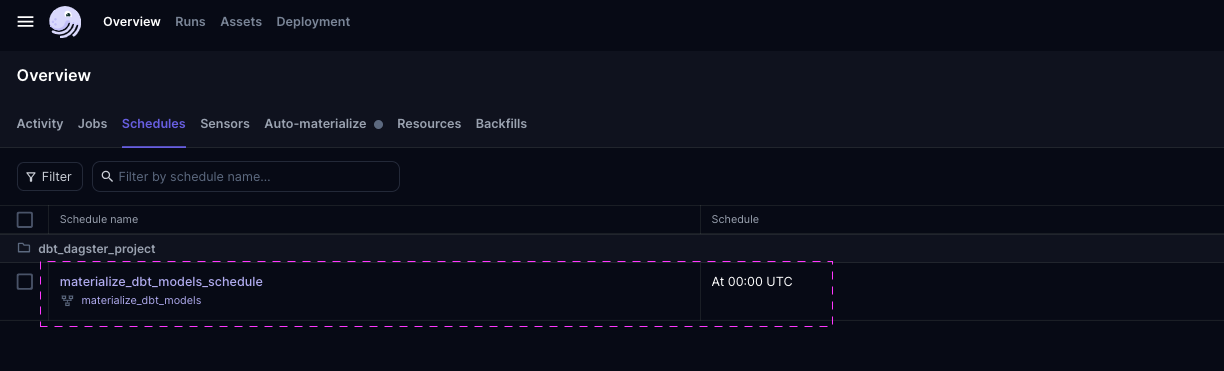 Overview Runs Assets Deployment
Overview
Activity Jobs Schedules Sensors Auto-materialize Resources Backfills
Filter Filter by schedule name...
Schedule name Schedule
dbt_dagster_project
materialize_dbt_models_schedule At 00:00 UTC
materialize_dbt_models